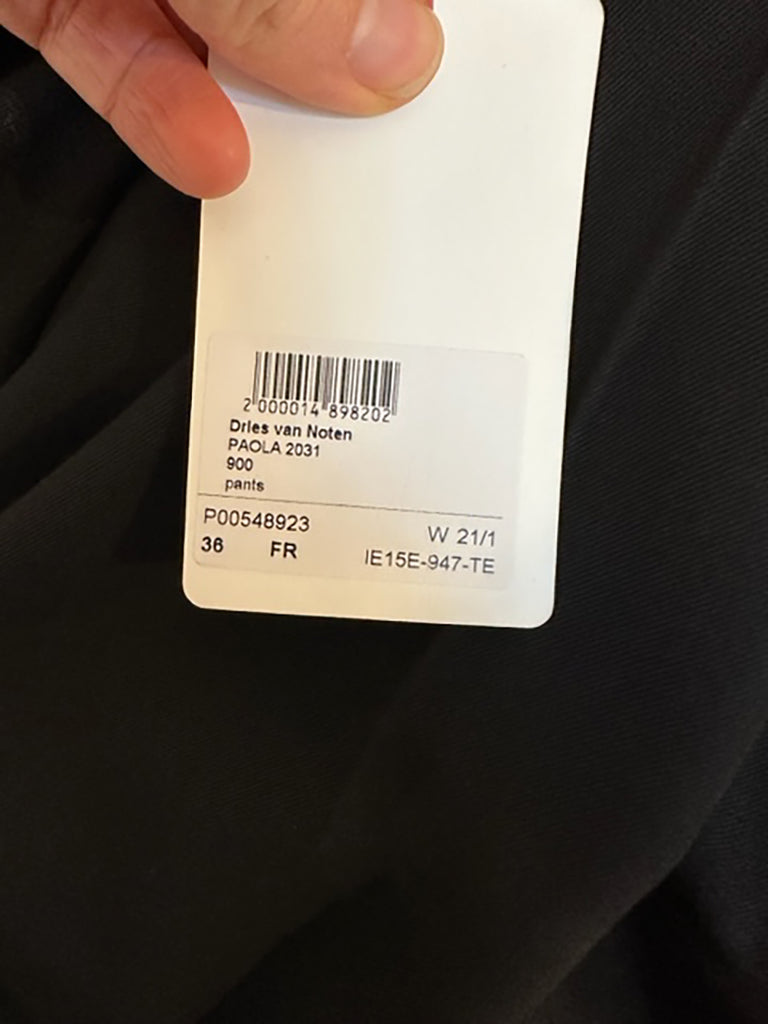 2 000014 898202
Dries van Noten
PAOLA 2031
900
pants
P00548923 W 21/1
36 FR IE15E-947-TE